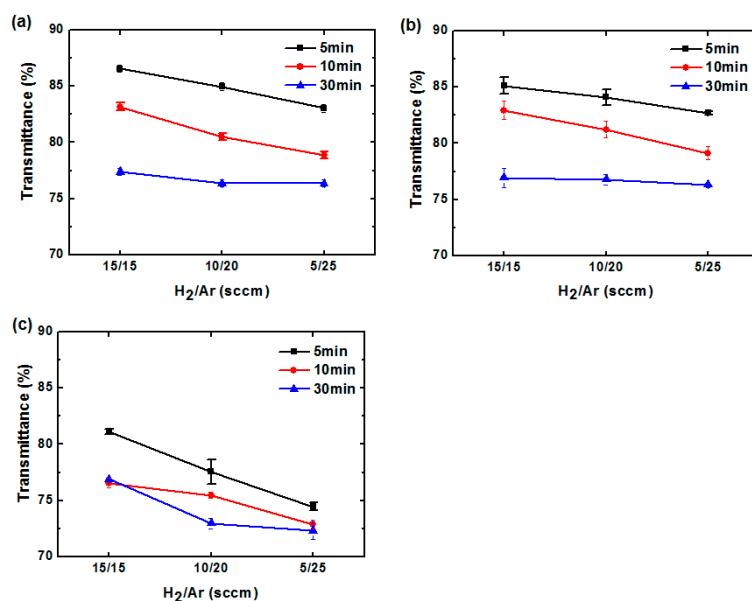 (a)
90
85
80
75
70
Transmittance (%)
5min
10min
30min
15/15 10/20 5/25
H₂/Ar (sccm)
(b)
90
85
80
75
70
Transmittance (%)
5min
10min
30min
15/15 10/20 5/25
H₂/Ar (sccm)
(c)
90
85
80
75
70
Transmittance (%)
5min
10min
30min
15/15 10/20 5/25
H₂/Ar (sccm)